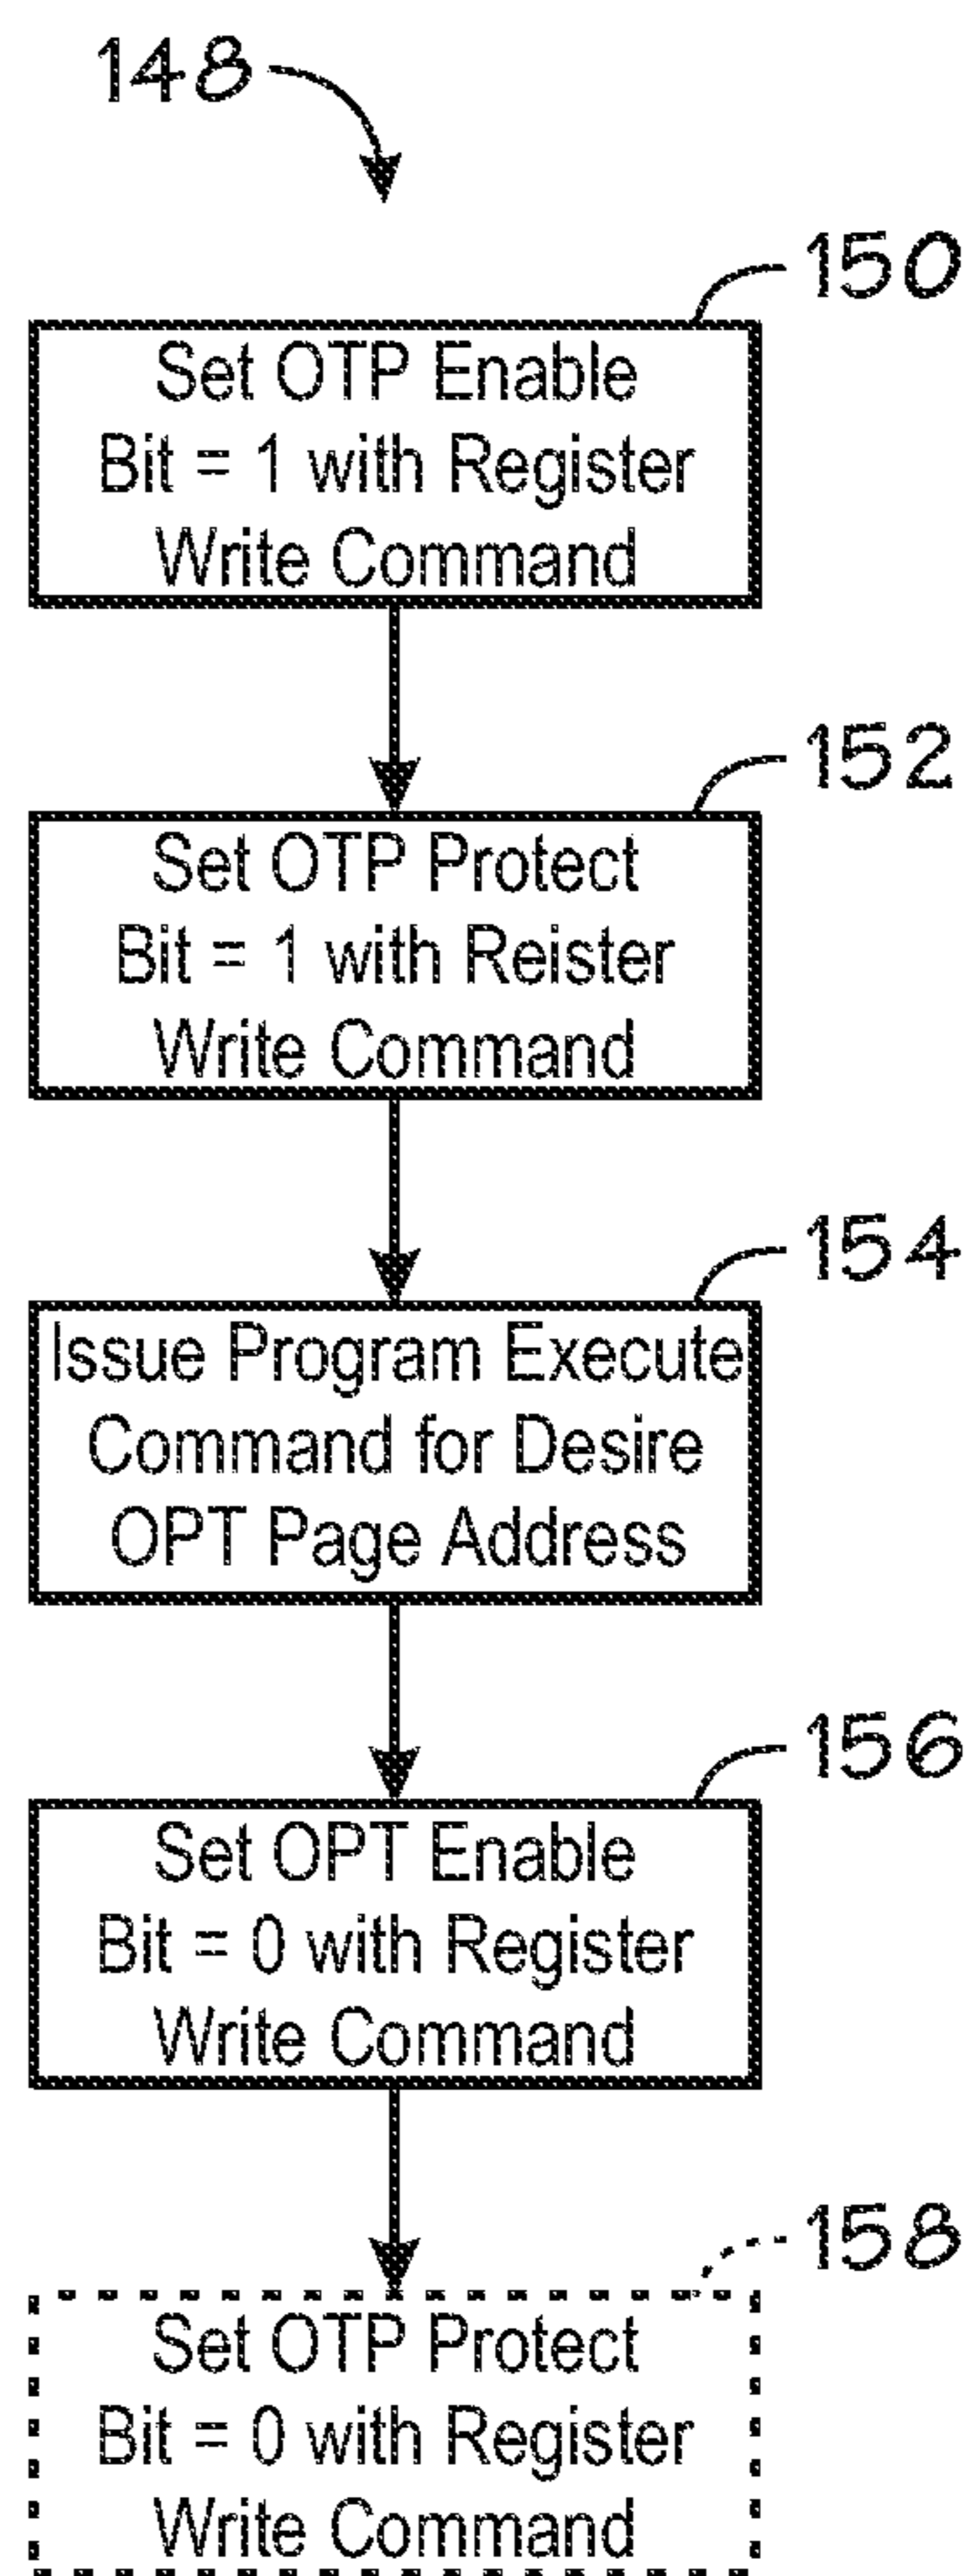 148
150
Set OTP Enable
Bit = 1 with Register
Write Command
152
Set OTP Protect
Bit = 1 with Reister
Write Command
154
Issue Program Execute
Command for Desire
OPT Page Address
156
Set OPT Enable
Bit = 0 with Register
Write Command
158
Set OTP Protect
Bit = 0 with Register
Write Command